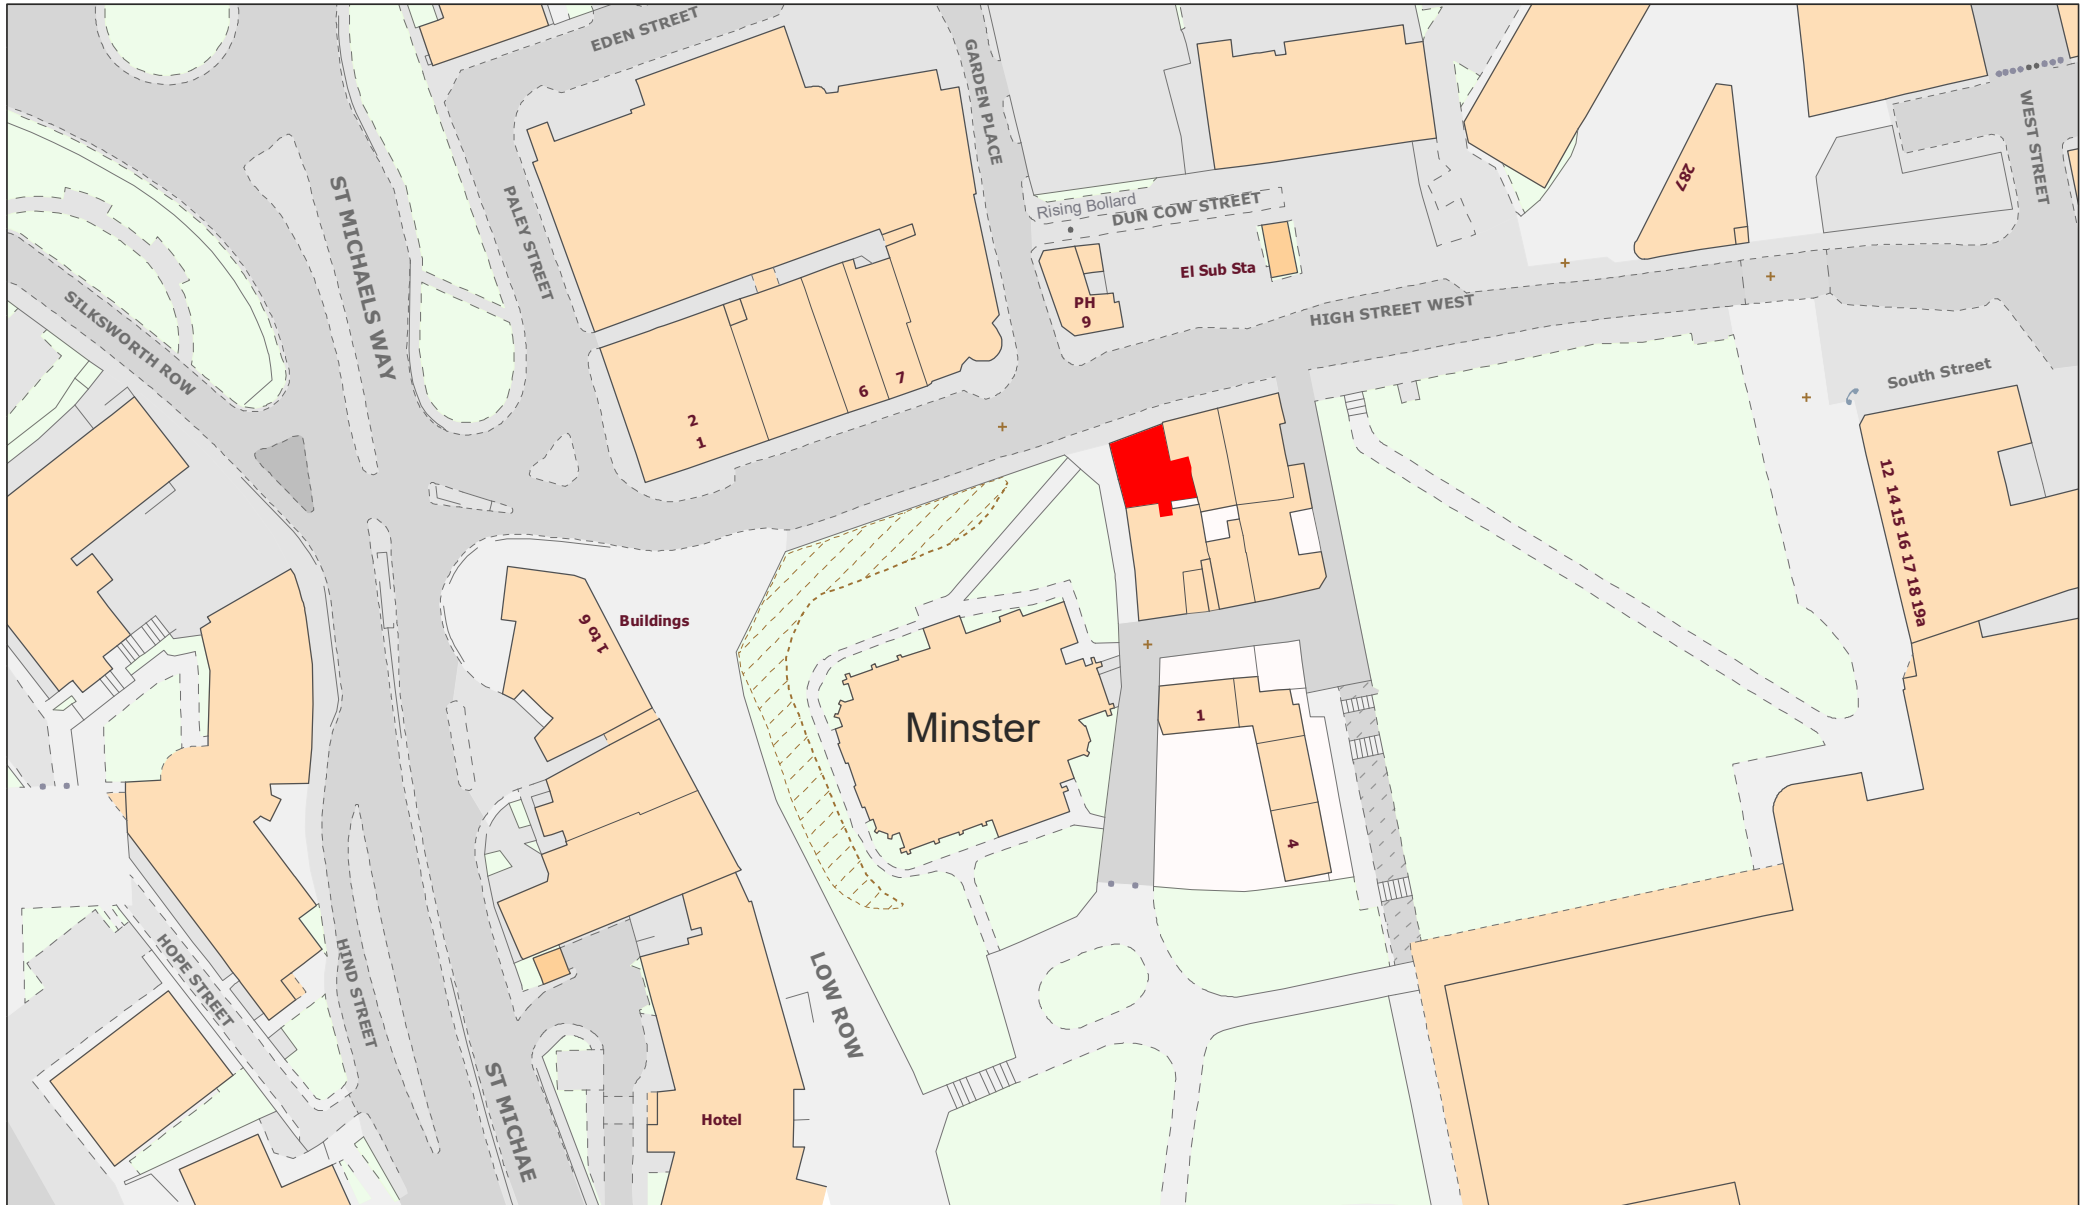 EDEN STREET
GARDEN PLACE
WEST STREET
ST MICHAELS WAY
PALEY STREET
287
Rising Bollard
DUN COW STREET
El Sub Sta
SILKSWORTH ROW
PH
9
HIGH STREET WEST
South Street
7
6
2
1
12 14 15 16 17 18 19a
1 to 6
Buildings
Minster
1
4
HOPE STREET
HIND STREET
LOW ROW
ST MICHAE
Hotel